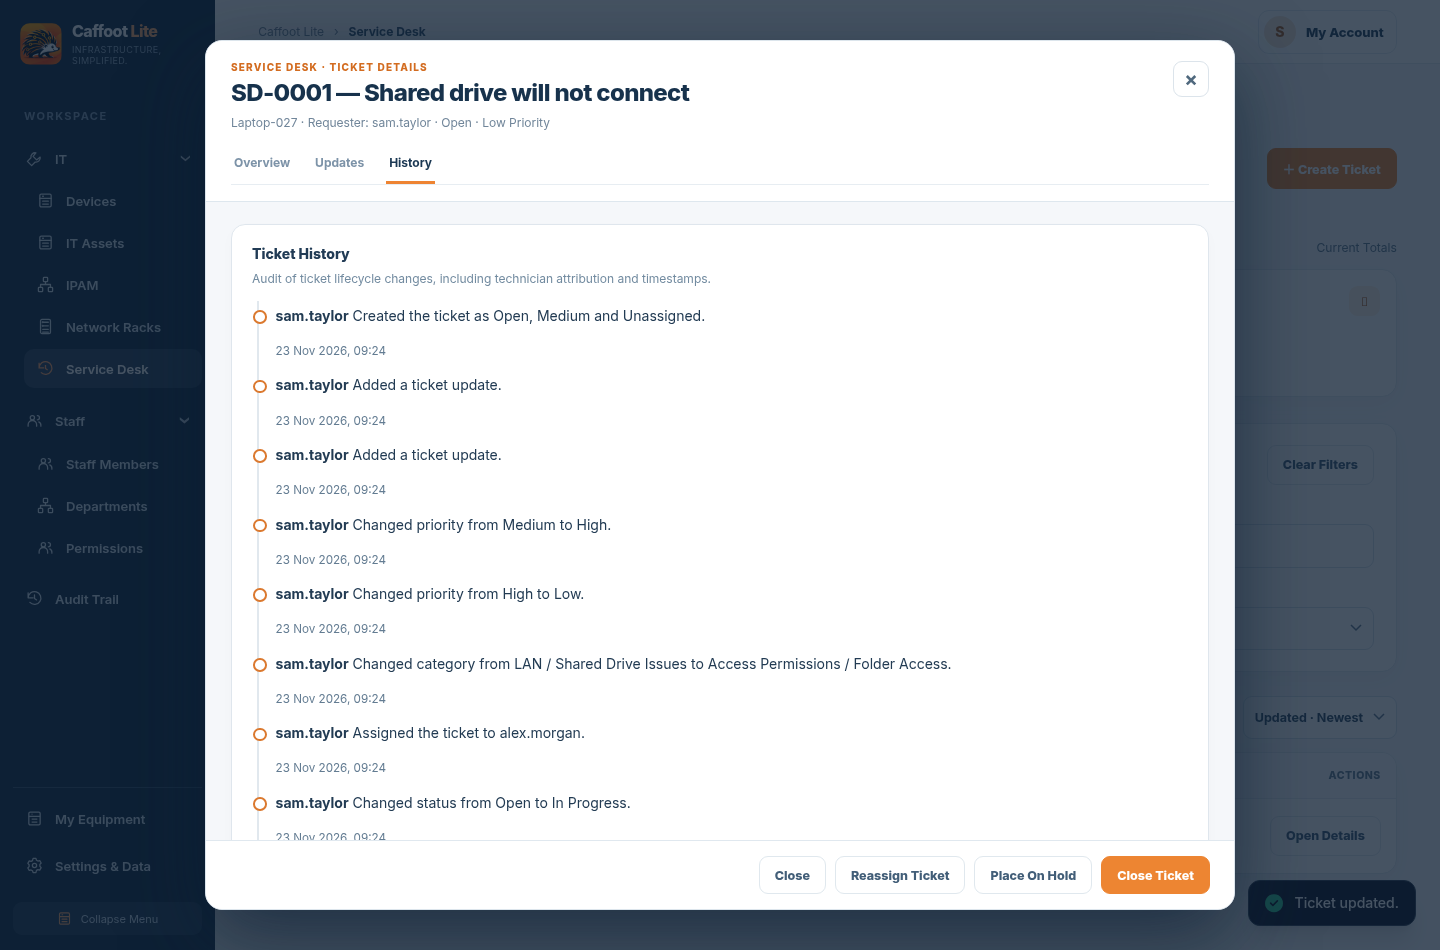 Caffoot Lite
INFRASTRUCTURE,
SIMPLIFIED.
WORKSPACE
IT
Devices
IT Assets
IPAM
Network Racks
Service Desk
Staff
Staff Members
Departments
Permissions
Audit Trail
My Equipment
Settings & Data
Collapse Menu
Caffoot Lite › Service Desk
S My Account
+ Create Ticket
Current Totals
Clear Filters
Updated · Newest
ACTIONS
Open Details
SERVICE DESK · TICKET DETAILS
SD-0001 — Shared drive will not connect
Laptop-027 · Requester: sam.taylor · Open · Low Priority
Overview Updates History
Ticket History
Audit of ticket lifecycle changes, including technician attribution and timestamps.
sam.taylor Created the ticket as Open, Medium and Unassigned.
23 Nov 2026, 09:24
sam.taylor Added a ticket update.
23 Nov 2026, 09:24
sam.taylor Added a ticket update.
23 Nov 2026, 09:24
sam.taylor Changed priority from Medium to High.
23 Nov 2026, 09:24
sam.taylor Changed priority from High to Low.
23 Nov 2026, 09:24
sam.taylor Changed category from LAN / Shared Drive Issues to Access Permissions / Folder Access.
23 Nov 2026, 09:24
sam.taylor Assigned the ticket to alex.morgan.
23 Nov 2026, 09:24
sam.taylor Changed status from Open to In Progress.
23 Nov 2026, 09:24
Close Reassign Ticket Place On Hold Close Ticket
Ticket updated.